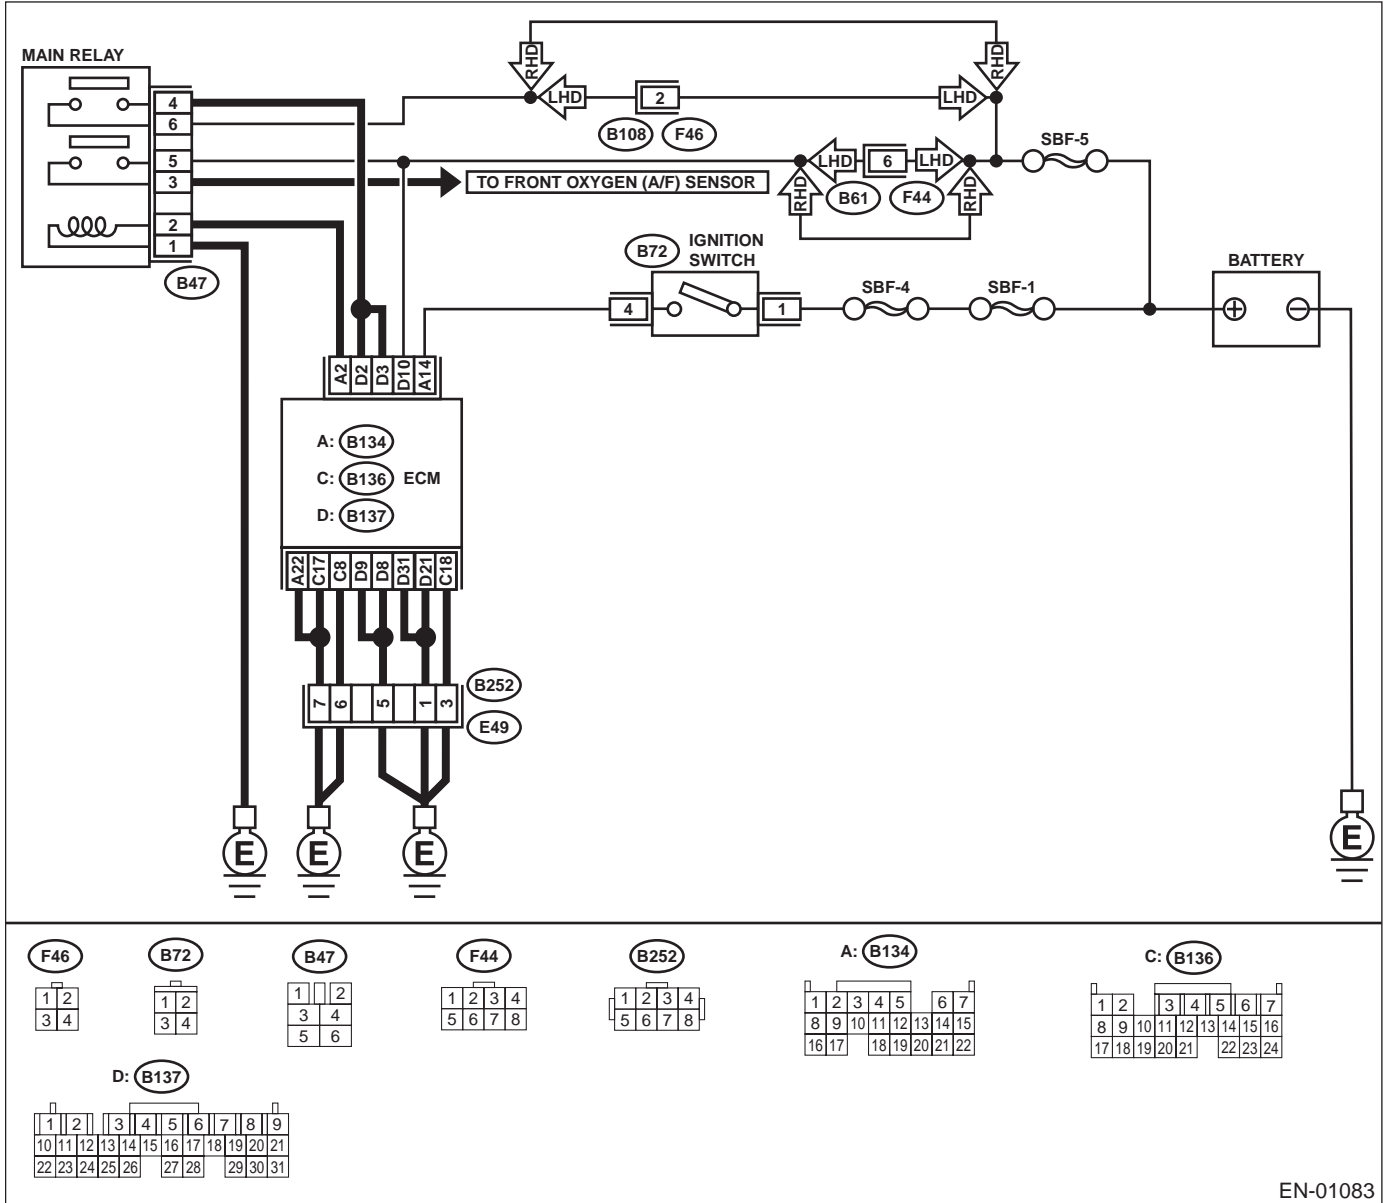 MAIN RELAY
4
6
5
3
2
1
B47
RHD
RHD
LHD
2
LHD
B108
F46
SBF-5
LHD
6
LHD
RHD
RHD
B61
F44
TO FRONT OXYGEN (A/F) SENSOR
B72
IGNITION
SWITCH
4
1
SBF-4
SBF-1
BATTERY
+
−
A2
D2
D3
D10
A14
A: B134
C: B136 ECM
D: B137
A22
C17
C8
D9
D8
D31
D21
C18
7
6
5
1
3
B252
E49
E
E
E
E
F46
1 2
3 4
B72
1 2
3 4
B47
1 2
3 4
5 6
F44
1 2 3 4
5 6 7 8
B252
1 2 3 4
5 6 7 8
A: B134
1 2 3 4 5 6 7
8 9 10 11 12 13 14 15
16 17 18 19 20 21 22
C: B136
1 2 3 4 5 6 7
8 9 10 11 12 13 14 15 16
17 18 19 20 21 22 23 24
D: B137
1 2 3 4 5 6 7 8 9
10 11 12 13 14 15 16 17 18 19 20 21
22 23 24 25 26 27 28 29 30 31
EN-01083